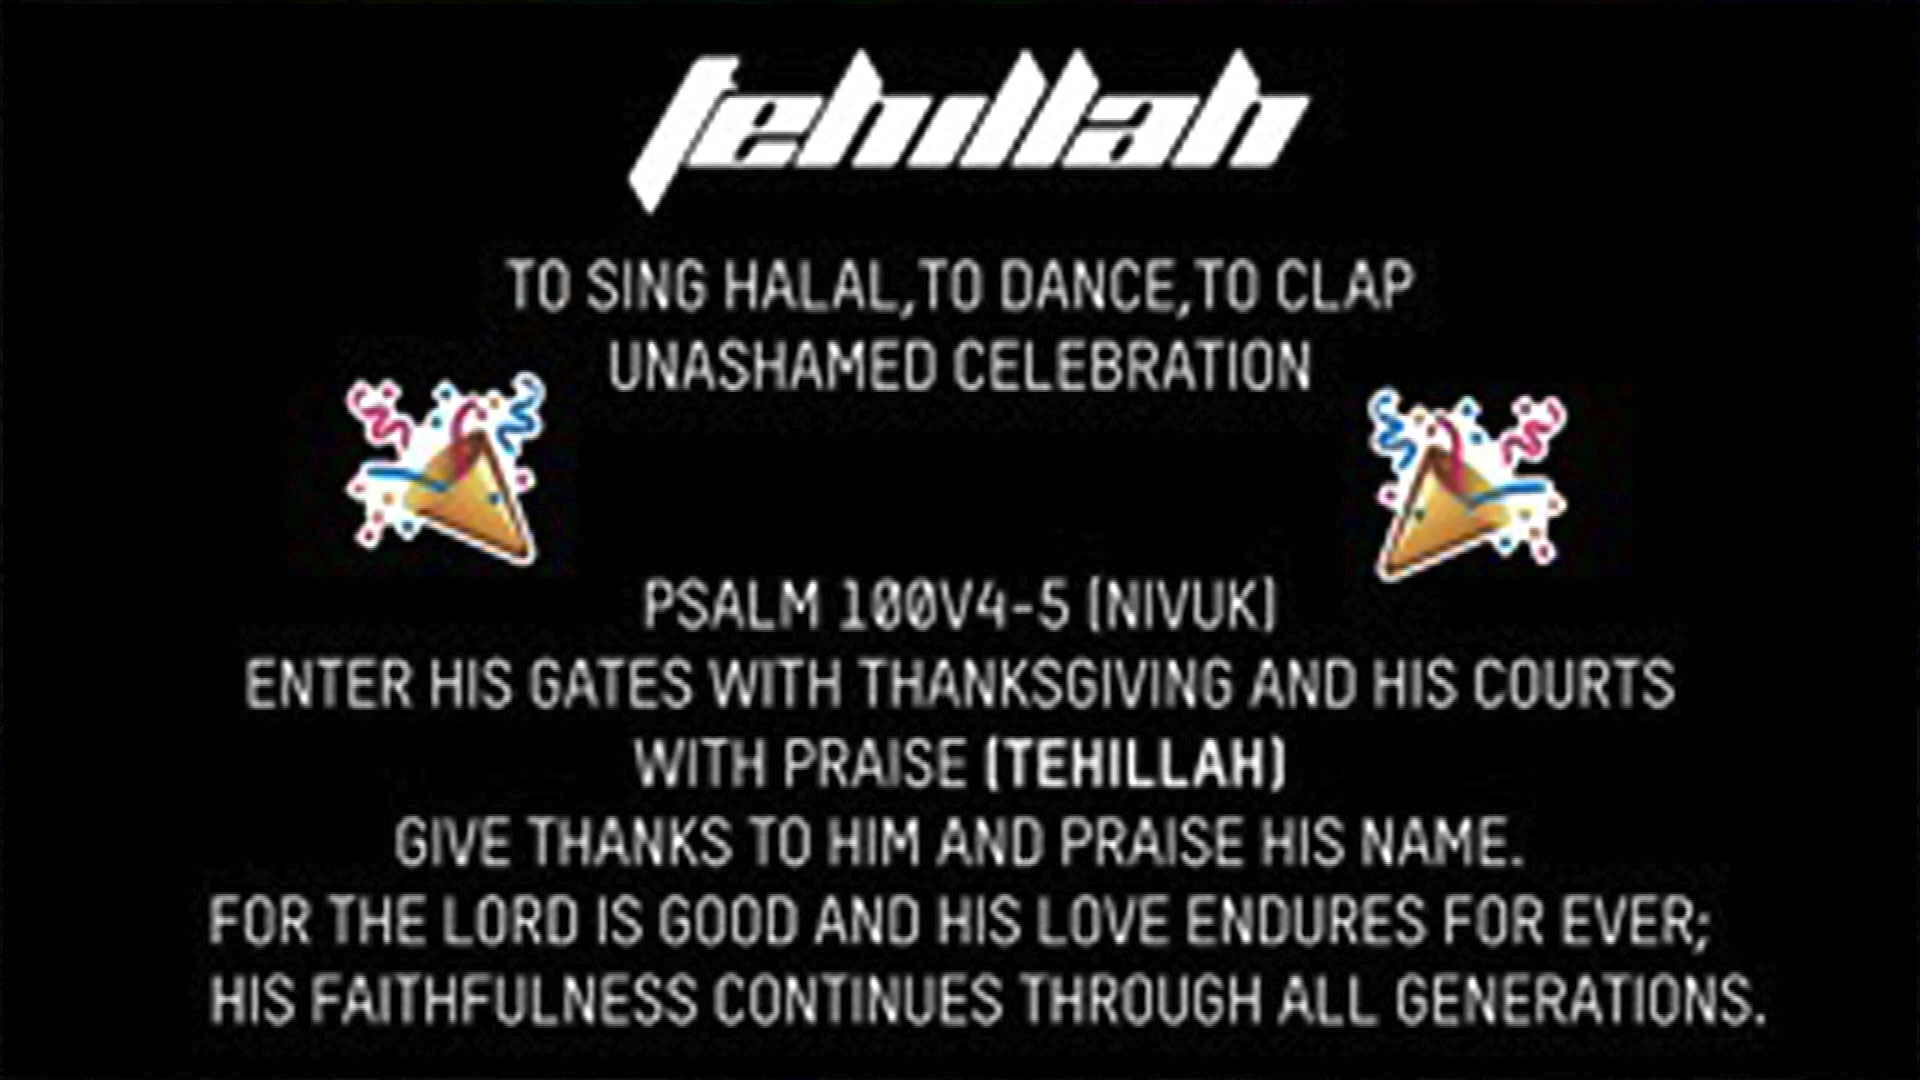 tehillah
TO SING HALAL,TO DANCE,TO CLAP
UNASHAMED CELEBRATION
PSALM 100V4-5 (NIVUK)
ENTER HIS GATES WITH THANKSGIVING AND HIS COURTS
WITH PRAISE (TEHILLAH)
GIVE THANKS TO HIM AND PRAISE HIS NAME.
FOR THE LORD IS GOOD AND HIS LOVE ENDURES FOR EVER;
HIS FAITHFULNESS CONTINUES THROUGH ALL GENERATIONS.